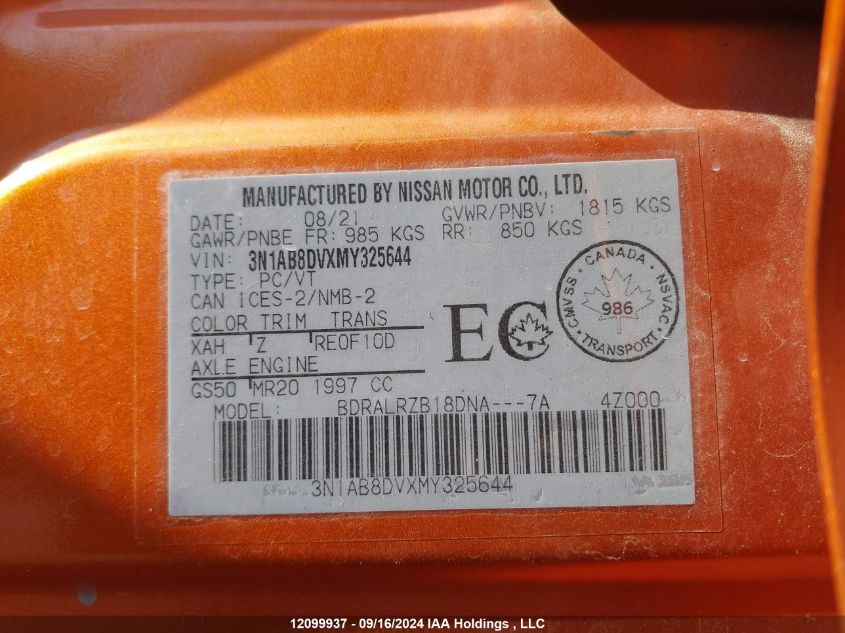 MANUFACTURED BY NISSAN MOTOR CO., LTD.
DATE: 08/21 GVWR/PNBV: 1815 KGS
GAWR/PNBE FR: 985 KGS RR: 850 KGS
VIN: 3N1AB8DVXMY325644
TYPE: PC/VT
CAN ICES-2/NMB-2
COLOR TRIM TRANS
XAH Z RE0F10D
AXLE ENGINE
GS50 MR20 1997 CC
EC
CANADA
CMVSS 986 NSVAC
TRANSPORT
MODEL: BDRALRZB18DNA---7A 4Z000
3N1AB8DVXMY325644
12099937 - 09/16/2024 IAA Holdings , LLC